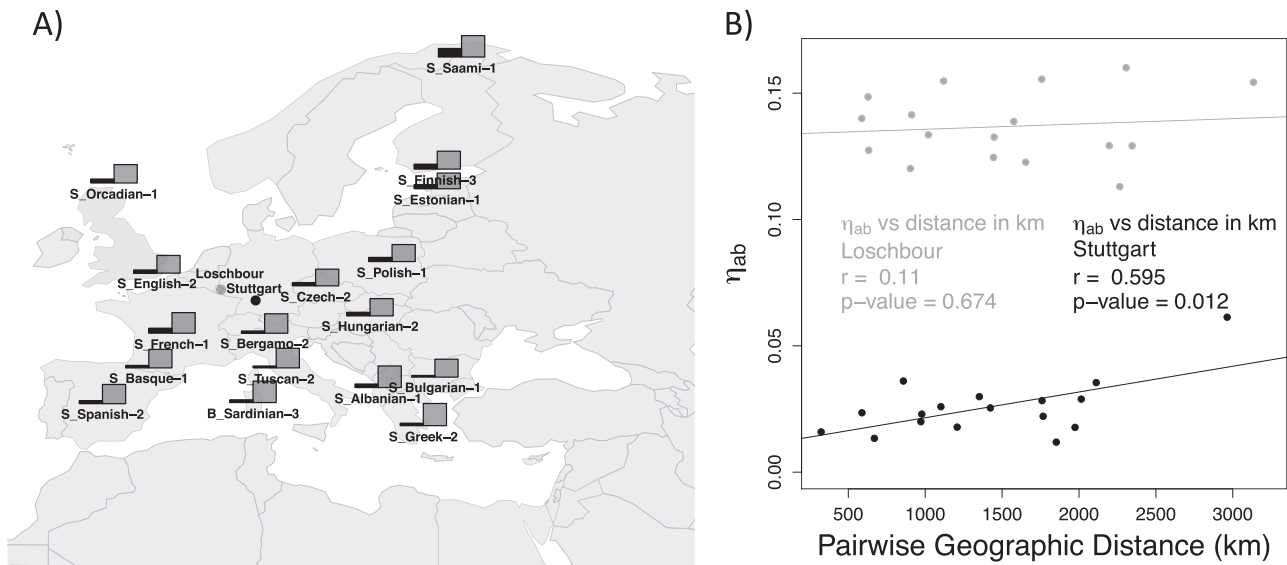 A)
S_Saami–1
S_Orcadian–1
S_Finnish–3
S_Estonian–1
S_English–2
Loschbour
Stuttgart
S_Polish–1
S_Czech–2
S_Hungarian–2
S_French–1
S_Bergamo–2
S_Basque–1
S_Tuscan–2
S_Albanian–1
S_Bulgarian–1
S_Spanish–2
B_Sardinian–3
S_Greek–2
B)
ηab
0.15
0.10
0.05
0.00
ηab vs distance in km
Loschbour
r = 0.11
p–value = 0.674
ηab vs distance in km
Stuttgart
r = 0.595
p–value = 0.012
500
1000
1500
2000
2500
3000
Pairwise Geographic Distance (km)